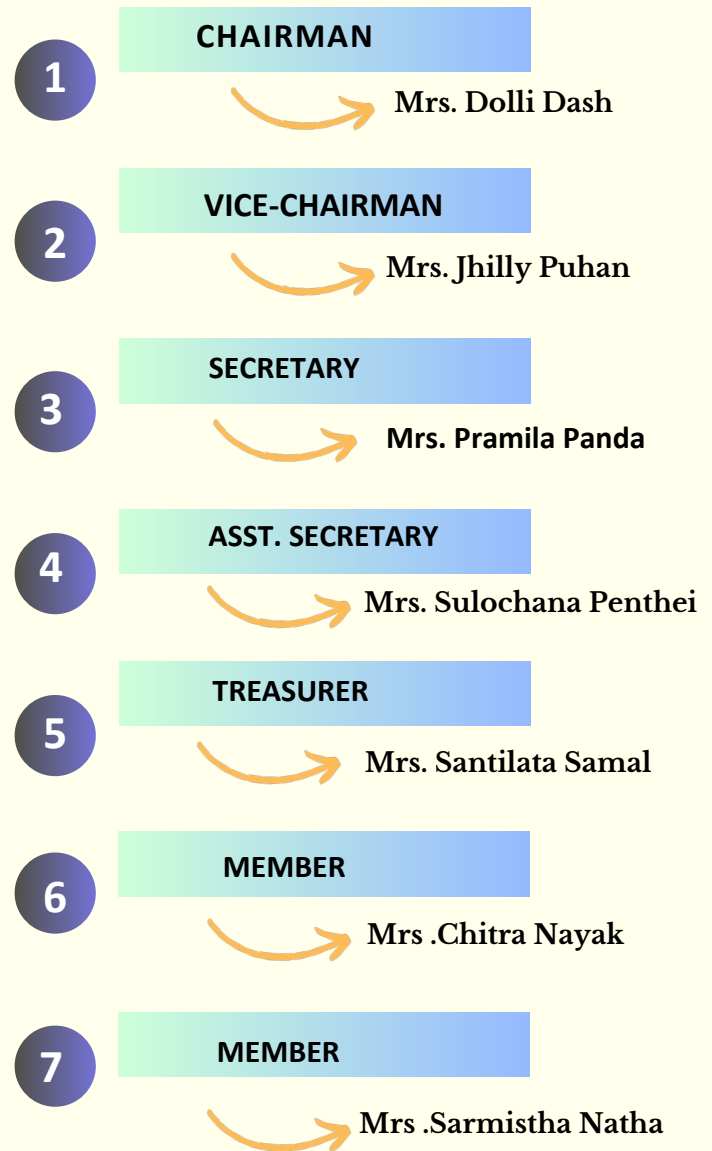 1
CHAIRMAN
Mrs. Dolli Dash
2
VICE-CHAIRMAN
Mrs. Jhilly Puhan
3
SECRETARY
Mrs. Pramila Panda
4
ASST. SECRETARY
Mrs. Sulochana Penthei
5
TREASURER
Mrs. Santilata Samal
6
MEMBER
Mrs .Chitra Nayak
7
MEMBER
Mrs .Sarmistha Natha